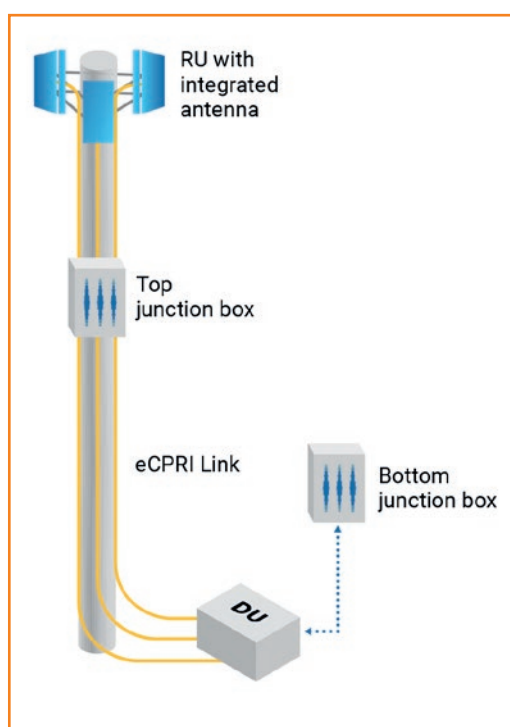 RU with
integrated
antenna
Top
junction box
eCPRI Link
Bottom
junction box
DU